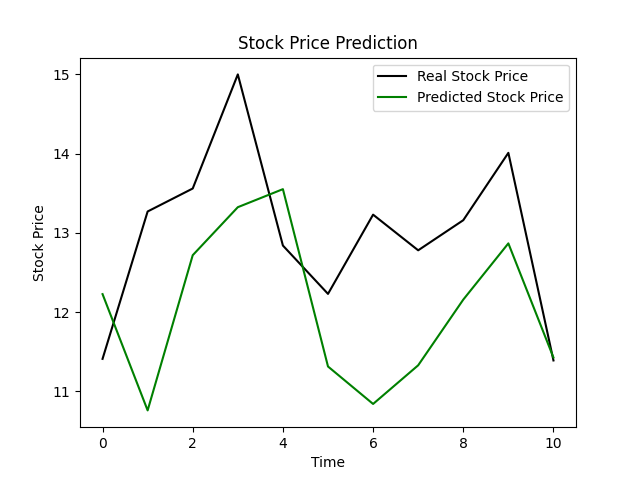 Stock Price Prediction
Real Stock Price
Predicted Stock Price
Stock Price
15
14
13
12
11
0 2 4 6 8 10
Time